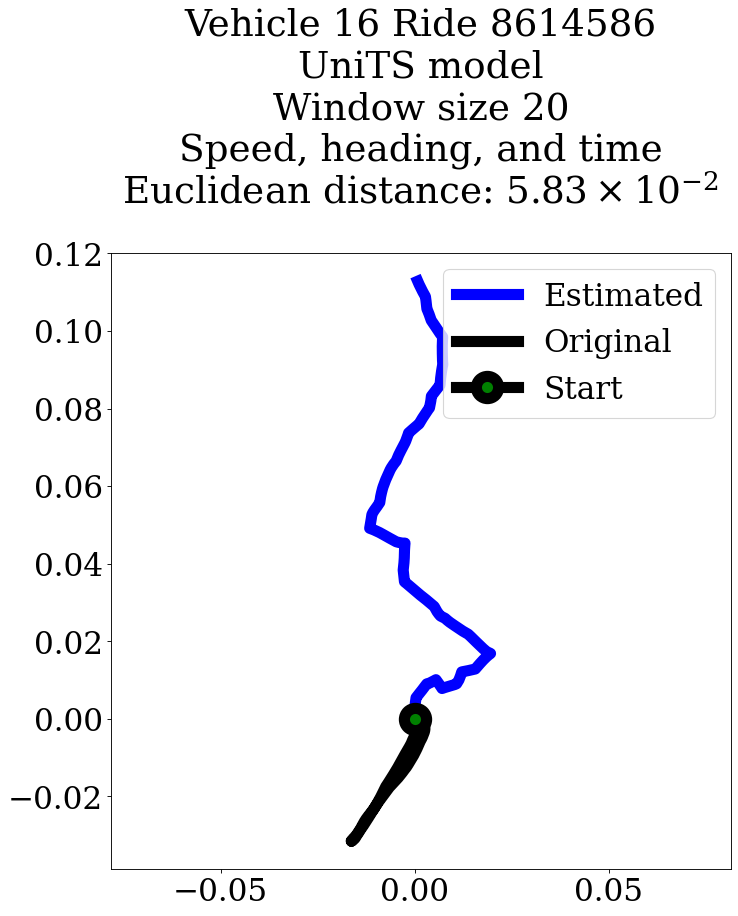 Vehicle 16 Ride 8614586
UniTS model
Window size 20
Speed, heading, and time
Euclidean distance: 5.83 × 10⁻²
0.12
0.10
0.08
0.06
0.04
0.02
0.00
−0.02
Estimated
Original
Start
−0.05
0.00
0.05